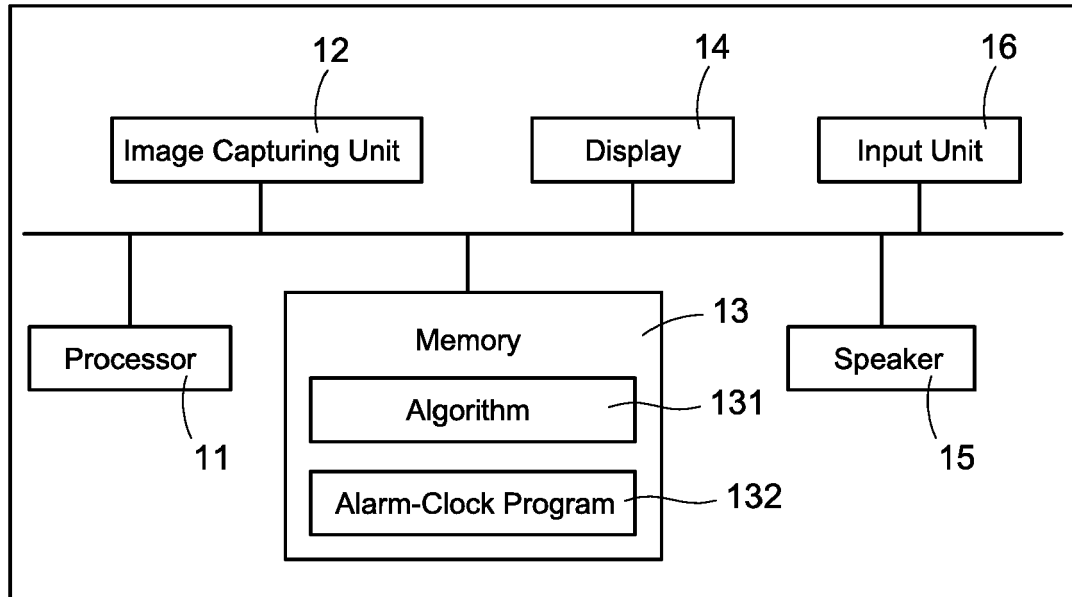 12
14
16
Image Capturing Unit
Display
Input Unit
Memory
13
Processor
Speaker
Algorithm
131
11
15
Alarm-Clock Program
132